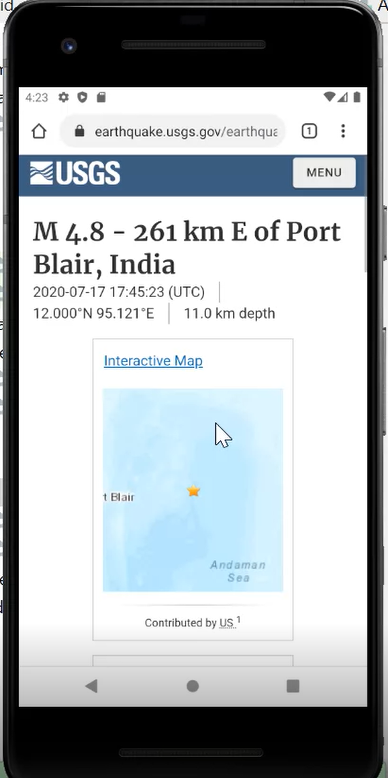 4:23
earthquake.usgs.gov/earthqua
1
USGS
MENU
M 4.8 - 261 km E of Port
Blair, India
2020-07-17 17:45:23 (UTC)
12.000°N 95.121°E
11.0 km depth
Interactive Map
t Blair
Andaman
Sea
Contributed by US 1